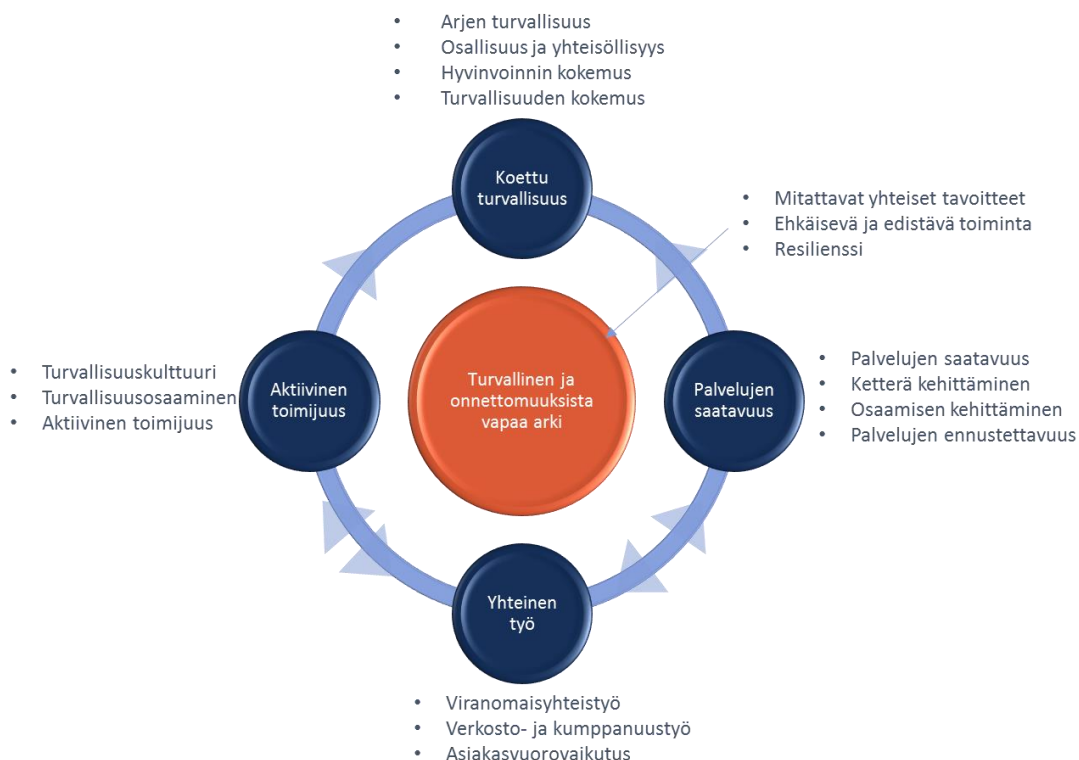 • Arjen turvallisuus
• Osallisuus ja yhteisöllisyys
• Hyvinvoinnin kokemus
• Turvallisuuden kokemus
Koettu
turvallisuus
• Mitattavat yhteiset tavoitteet
• Ehkäisevä ja edistävä toiminta
• Resilienssi
• Turvallisuuskulttuuri
• Turvallisuusosaaminen
• Aktiivinen toimijuus
Aktiivinen
toimijuus
Turvallinen ja
onnettomuuksista
vapaa arki
Palvelujen
saatavuus
• Palvelujen saatavuus
• Ketterä kehittäminen
• Osaamisen kehittäminen
• Palvelujen ennustettavuus
Yhteinen
työ
• Viranomaisyhteistyö
• Verkosto- ja kumppanuustyö
• Asiakasvuorovaikutus